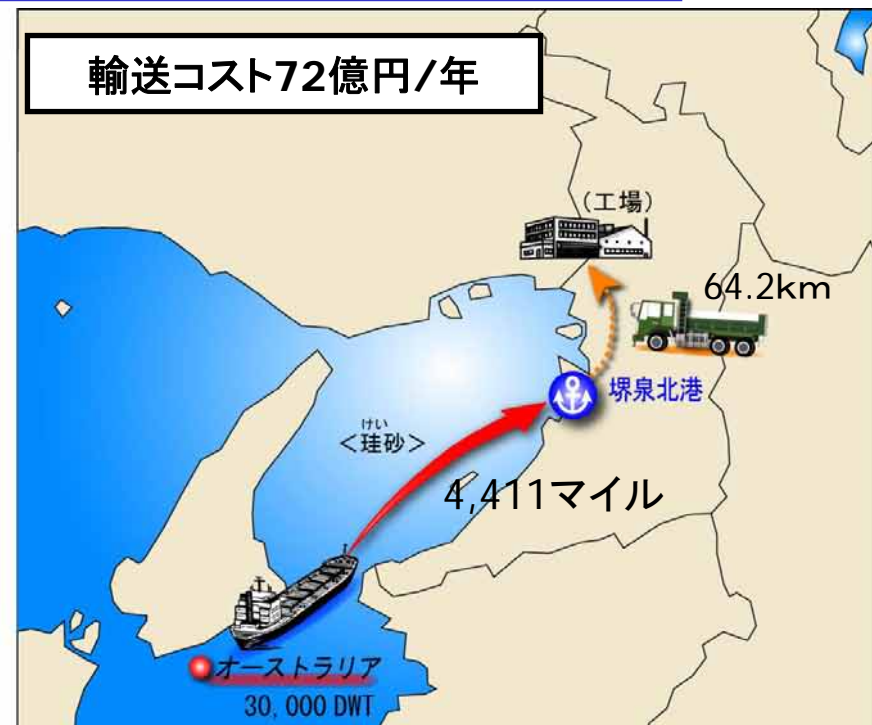 輸送コスト72億円/年
(工場)
64.2km
堺泉北港
けい
<珪砂>
4,411マイル
オーストラリア
30,000 DWT